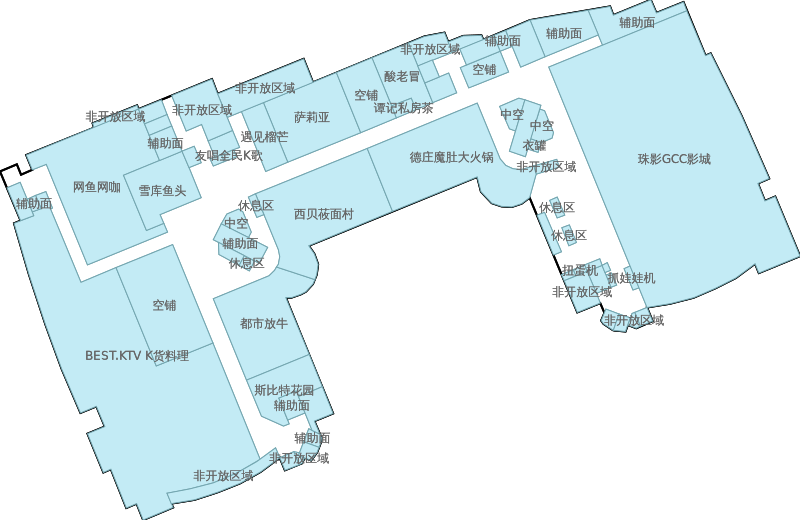 辅助面
辅助面
辅助面
非开放区域
空铺
酸老冒
非开放区域
空铺
谭记私房茶
非开放区域
非开放区域
萨莉亚
中空
中空
遇见榴芒
辅助面
衣罐
友唱全民K歌
德庄魔肚大火锅
珠影GCC影城
非开放区域
网鱼网咖
雪库鱼头
辅助面
休息区
西贝莜面村
休息区
中空
休息区
辅助面
休息区
扭蛋机
抓娃娃机
非开放区域
空铺
都市放牛
非开放区域
BEST.KTV K货料理
斯比特花园
辅助面
辅助面
非开放区域
非开放区域